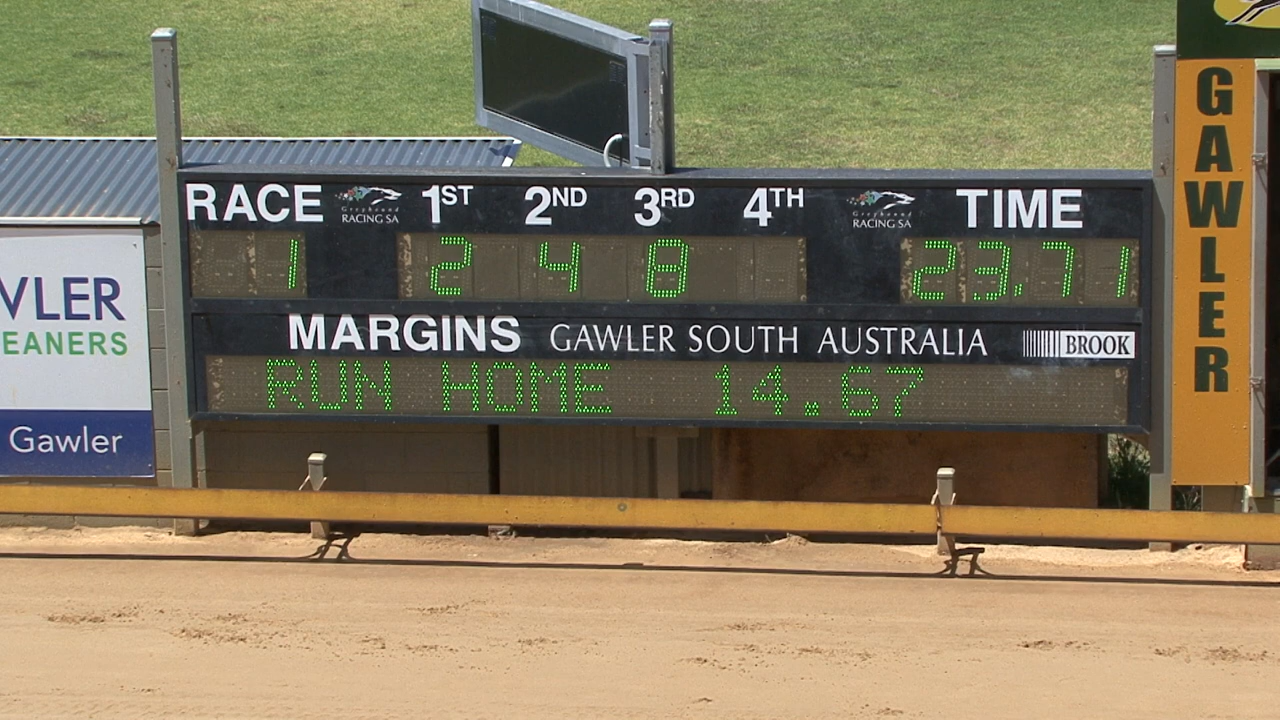 GAWLER
RACE Greyhound RACING SA 1ST 2ND 3RD 4TH Greyhound RACING SA TIME
1 2 4 8 23.71
MARGINS GAWLER SOUTH AUSTRALIA BROOK
RUN HOME 14.67
VLER
EANERS
Gawler